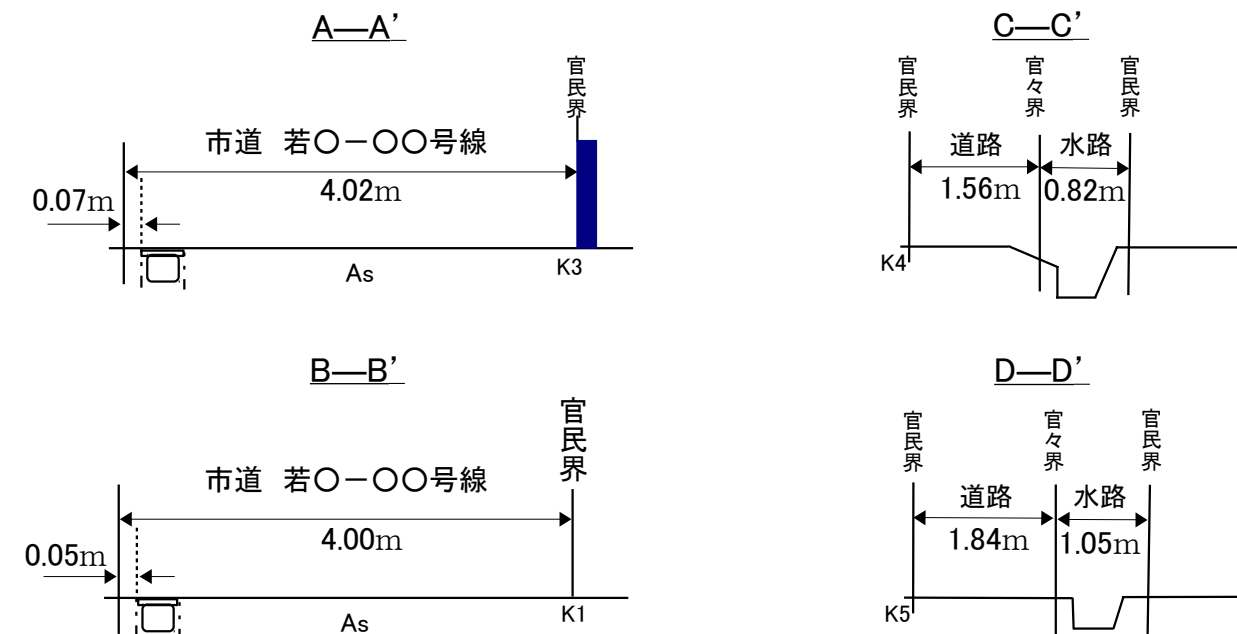 A—A’
官民界
市道 若〇－〇〇号線
4.02m
0.07m
As
K3
C—C’
官民界
官々界
官民界
道路
水路
1.56m
0.82m
K4
B—B’
官民界
市道 若〇－〇〇号線
4.00m
0.05m
As
K1
D—D’
官民界
官々界
官民界
道路
水路
1.84m
1.05m
K5